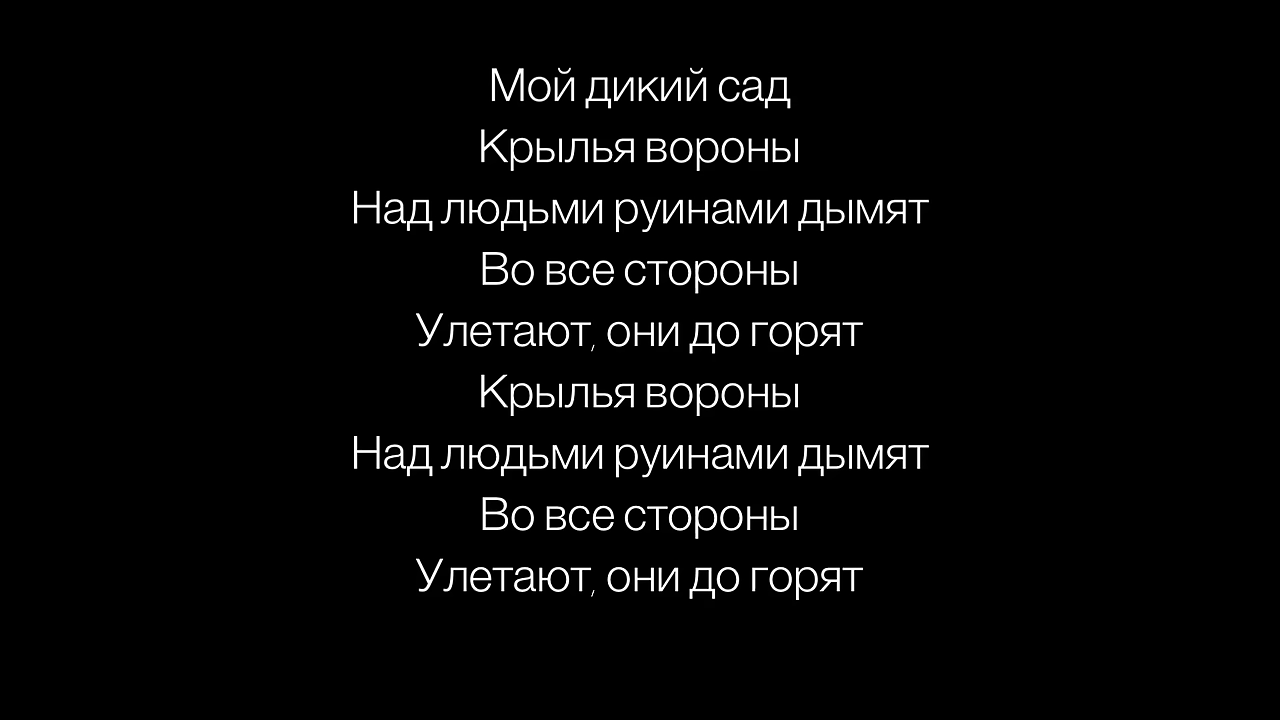 Мой дикий сад
Крылья вороны
Над людьми руинами дымят
Во все стороны
Улетают, они до горят
Крылья вороны
Над людьми руинами дымят
Во все стороны
Улетают, они до горят